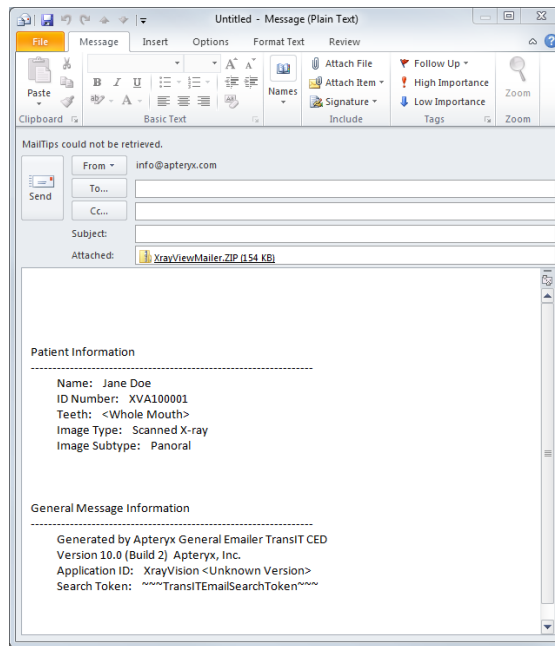 Untitled - Message (Plain Text)
File Message Insert Options Format Text Review
Paste
Clipboard
B I U
Basic Text
Names
Attach File
Attach Item
Signature
Include
Follow Up
High Importance
Low Importance
Tags
Zoom
Zoom
MailTips could not be retrieved.
Send
From info@apteryx.com
To...
Cc...
Subject:
Attached: XrayViewMailer.ZIP (154 KB)
Patient Information
----------------------------------------------------------------
Name: Jane Doe
ID Number: XVA100001
Teeth: <Whole Mouth>
Image Type: Scanned X-ray
Image Subtype: Panoral
General Message Information
----------------------------------------------------------------
Generated by Apteryx General Emailer TransIT CED
Version 10.0 (Build 2) Apteryx, Inc.
Application ID: XrayVision <Unknown Version>
Search Token: ~~~TransITEmailSearchToken~~~